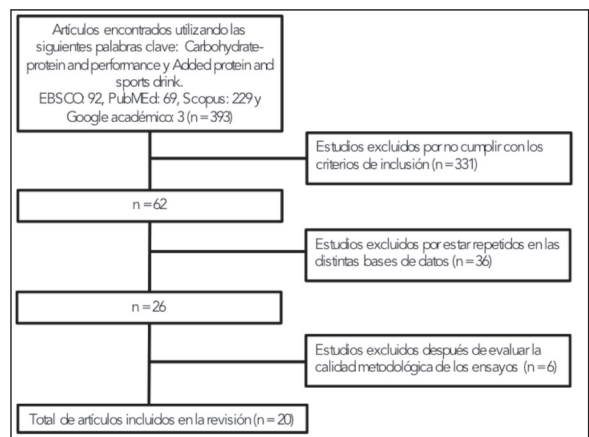 Artículos encontrados utilizando las
siguientes palabras clave: Carbohydrate-
protein and performance y Added protein and
sports drink.
EBSCO: 92, PubMEd: 69, Scopus: 229 y
Google académico: 3 (n = 393)
Estudios excluidos por no cumplir con los
criterios de inclusión (n = 331)
n = 62
Estudios excluidos por estar repetidos en las
distintas bases de datos (n = 36)
n = 26
Estudios excluidos después de evaluar la
calidad metodológica de los ensayos (n = 6)
Total de artículos incluidos en la revisión (n = 20)